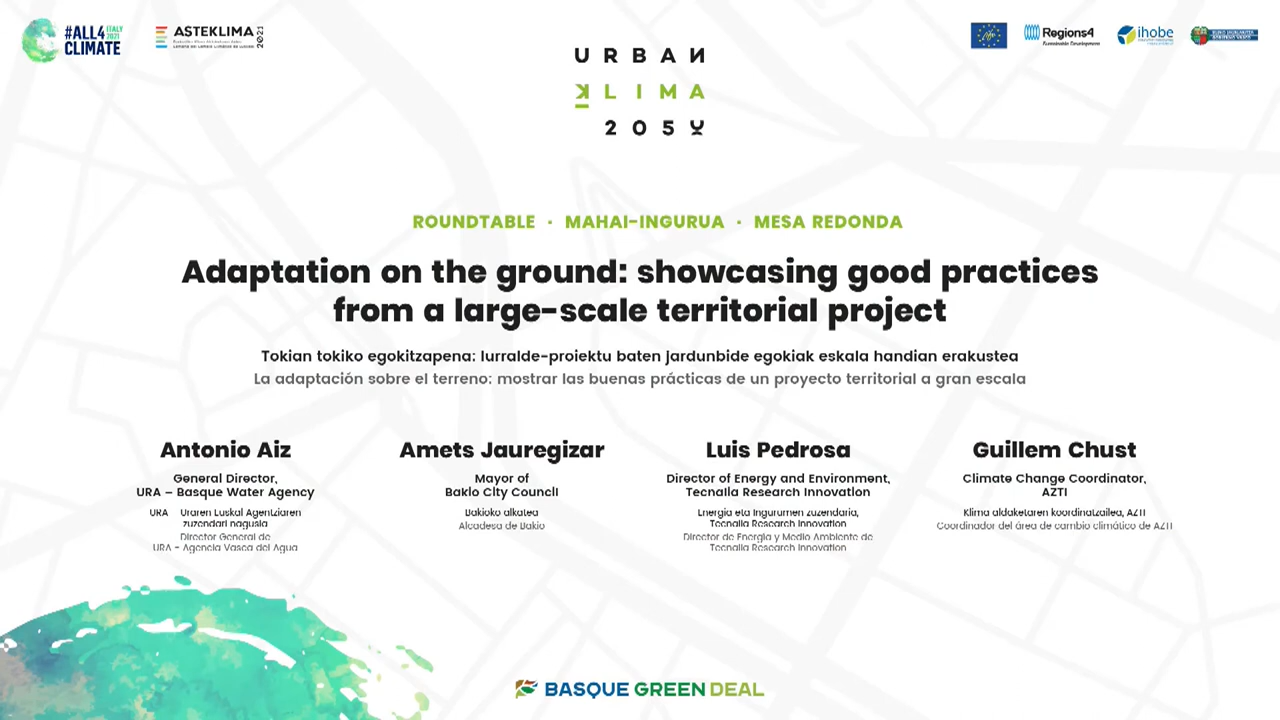 #ALL4 ITALY
CLIMATE 2021
ASTEKLIMA 2021
Regions4
Sustainable Development
ihobe
URBAN
KLIMA
2050
ROUNDTABLE · MAHAI-INGURUA · MESA REDONDA
Adaptation on the ground: showcasing good practices
from a large-scale territorial project
Tokian tokiko egokitzapena: lurralde-proiektu baten jardunbide egokiak eskala handian erakustea
La adaptación sobre el terreno: mostrar las buenas prácticas de un proyecto territorial a gran escala
Antonio Aiz
General Director,
URA – Basque Water Agency
URA Uraren Euskal Agentziaren
zuzendari nagusia
Director General de
URA - Agencia Vasca del Agua
Amets Jauregizar
Mayor of
Bakio City Council
Bakioko alkatea
Alcadesa de Bakio
Luis Pedrosa
Director of Energy and Environment,
Tecnalia Research Innovation
Energia eta Ingurumen zuzendaria,
Tecnalia Research Innovation
Director de Energía y Medio Ambiente de
Tecnalia Research Innovation
Guillem Chust
Climate Change Coordinator,
AZTI
Klima aldaketaren koordinatzailea, AZTI
Coordinador del área de cambio climático de AZTI
BASQUE GREEN DEAL